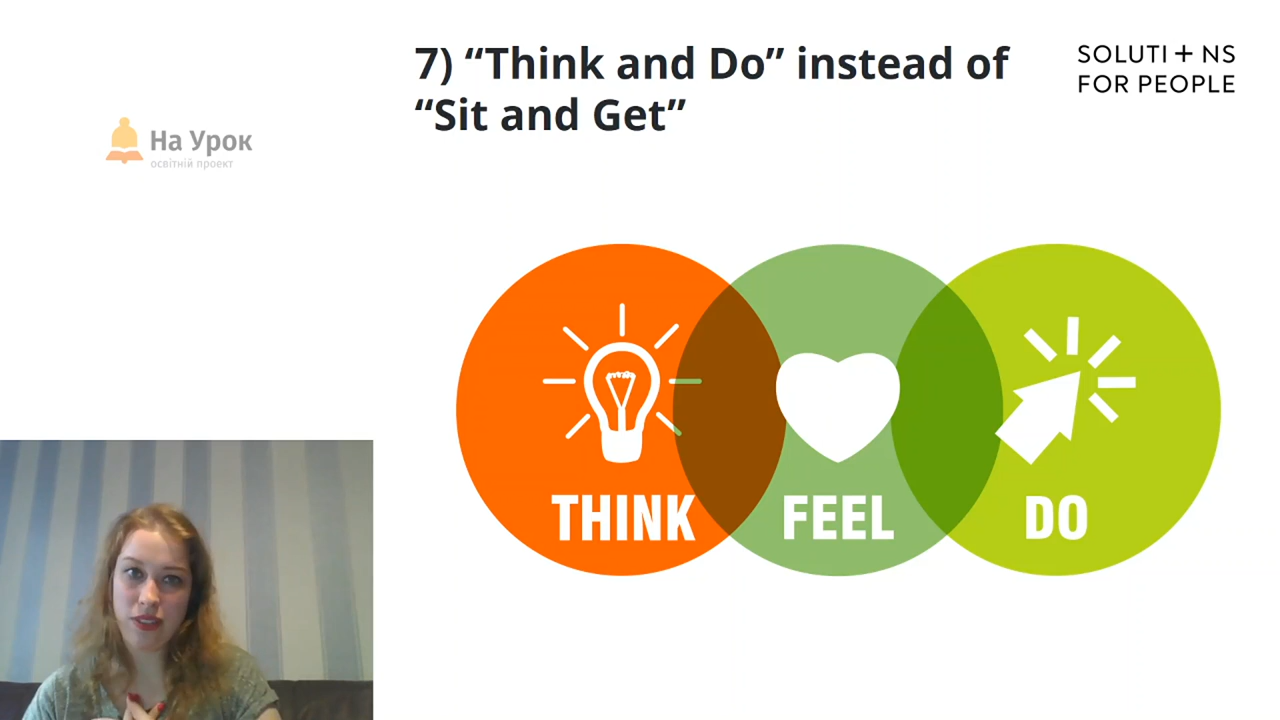 7) “Think and Do” instead of
“Sit and Get”
SOLUTI+NS
FOR PEOPLE
На Урок
освітній проект
THINK
FEEL
DO